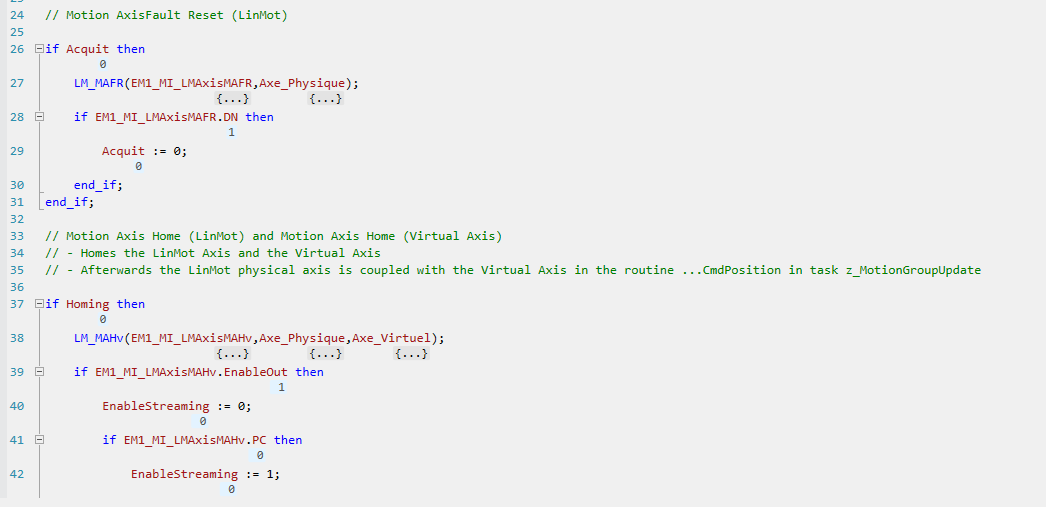 24 // Motion AxisFault Reset (LinMot)
25
26 if Acquit then
0
27 LM_MAFR(EM1_MI_LMAxisMAFR,Axe_Physique);
{...} {...}
28 if EM1_MI_LMAxisMAFR.DN then
1
29 Acquit := 0;
0
30 end_if;
31 end_if;
32
33 // Motion Axis Home (LinMot) and Motion Axis Home (Virtual Axis)
34 // - Homes the LinMot Axis and the Virtual Axis
35 // - Afterwards the LinMot physical axis is coupled with the Virtual Axis in the routine ...CmdPosition in task z_MotionGroupUpdate
36
37 if Homing then
0
38 LM_MAHv(EM1_MI_LMAxisMAHv,Axe_Physique,Axe_Virtuel);
{...} {...} {...}
39 if EM1_MI_LMAxisMAHv.EnableOut then
1
40 EnableStreaming := 0;
0
41 if EM1_MI_LMAxisMAHv.PC then
0
42 EnableStreaming := 1;
0